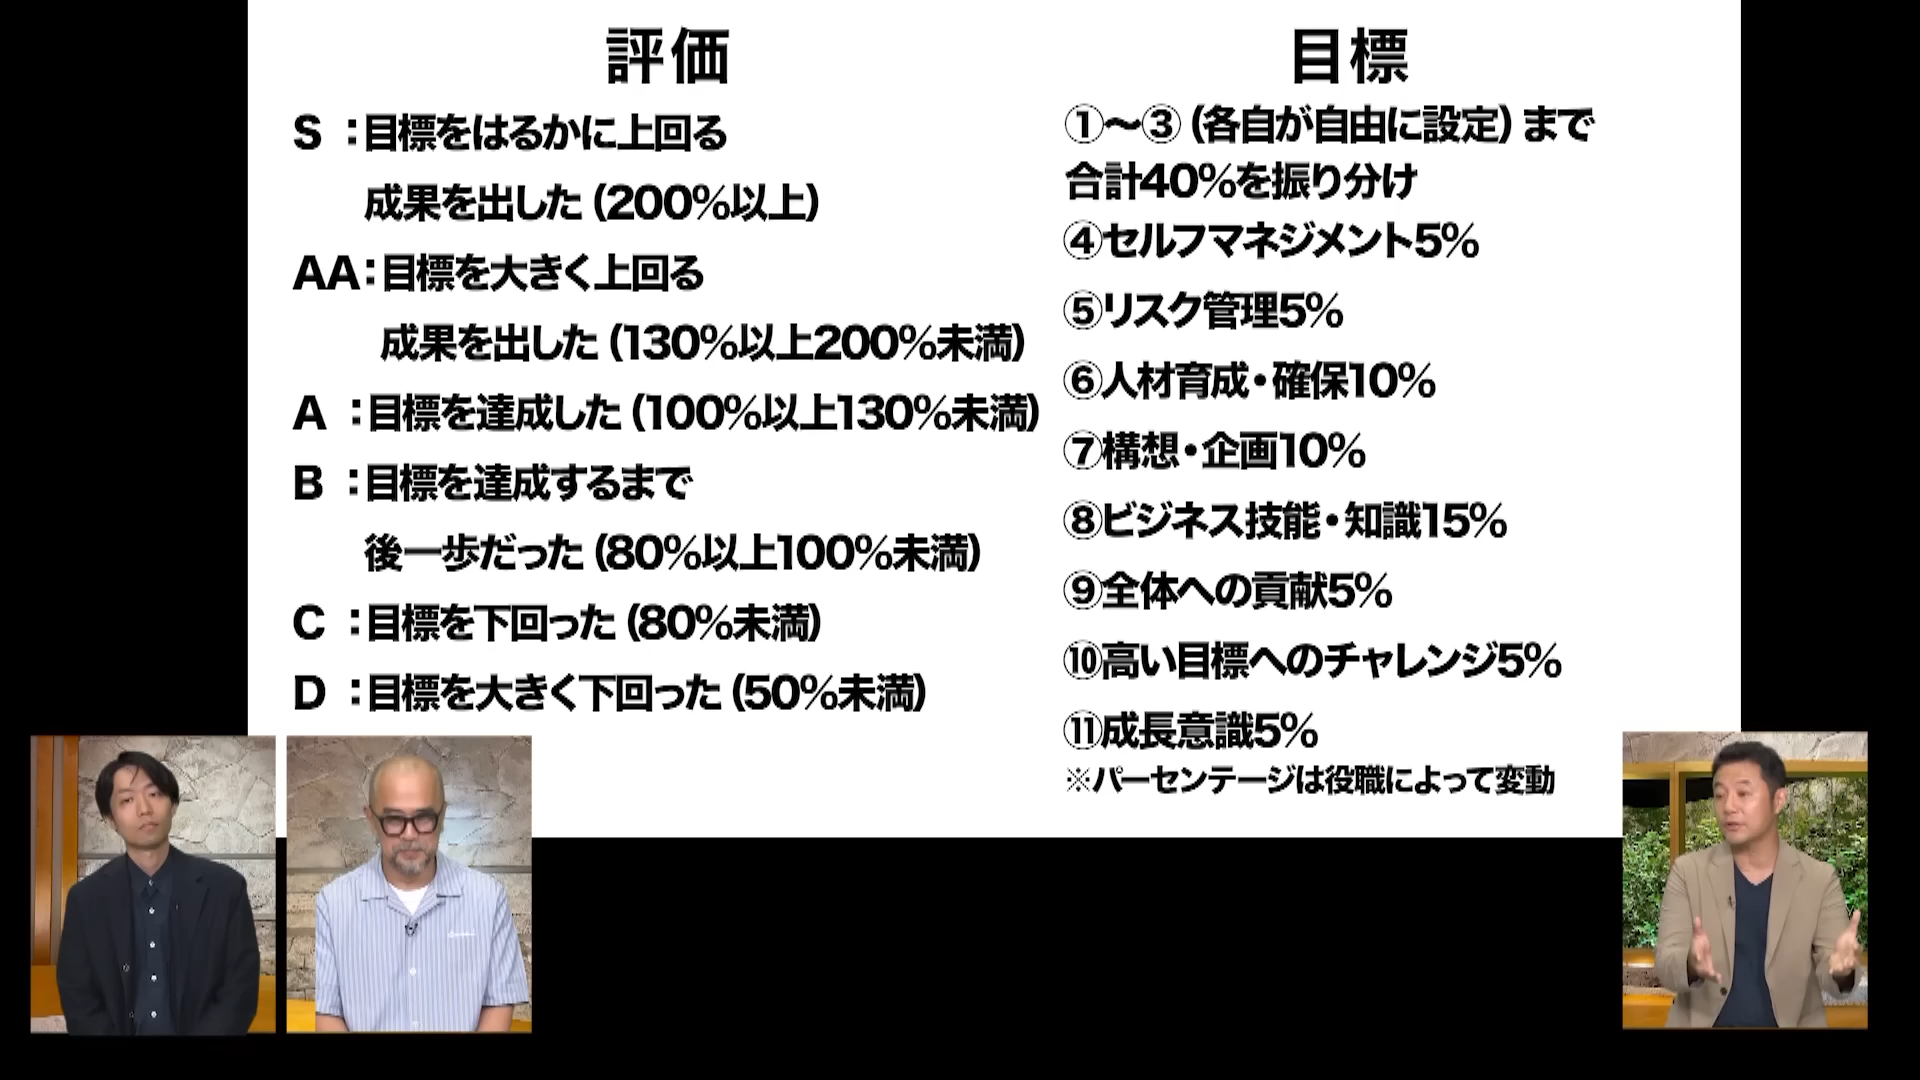 評価
S ：目標をはるかに上回る
成果を出した（200%以上）
AA：目標を大きく上回る
成果を出した（130%以上200%未満）
A ：目標を達成した（100%以上130%未満）
B ：目標を達成するまで
後一歩だった（80%以上100%未満）
C ：目標を下回った（80%未満）
D ：目標を大きく下回った（50%未満）
目標
①〜③（各自が自由に設定）まで
合計40%を振り分け
④セルフマネジメント5%
⑤リスク管理5%
⑥人材育成・確保10%
⑦構想・企画10%
⑧ビジネス技能・知識15%
⑨全体への貢献5%
⑩高い目標へのチャレンジ5%
⑪成長意識5%
※パーセンテージは役職によって変動